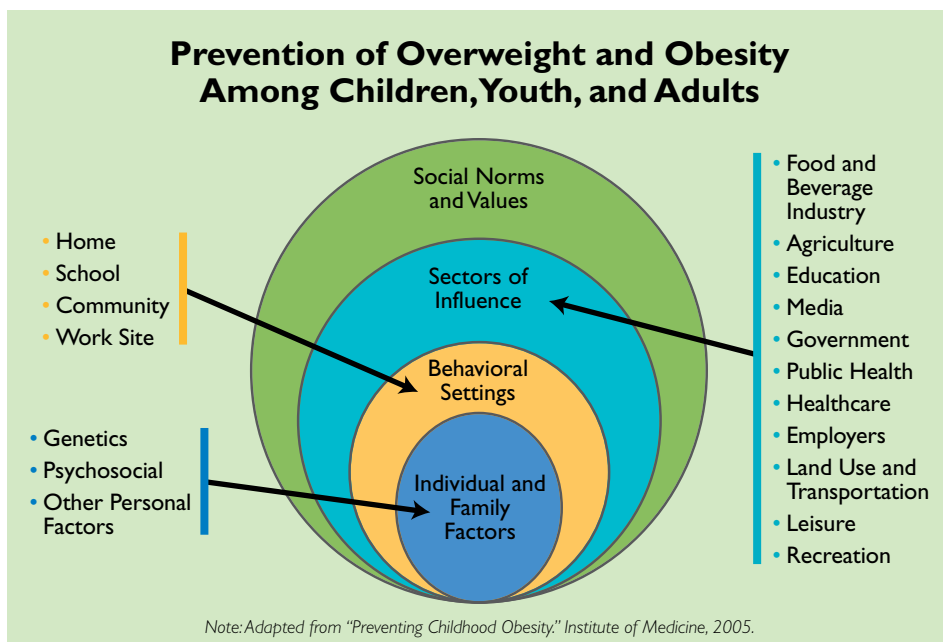 Prevention of Overweight and Obesity
Among Children, Youth, and Adults
Social Norms
and Values
Sectors of
Influence
Behavioral
Settings
Individual and
Family
Factors
• Home
• School
• Community
• Work Site
• Genetics
• Psychosocial
• Other Personal
Factors
• Food and
Beverage
Industry
• Agriculture
• Education
• Media
• Government
• Public Health
• Healthcare
• Employers
• Land Use and
Transportation
• Leisure
• Recreation
Note: Adapted from “Preventing Childhood Obesity.” Institute of Medicine, 2005.